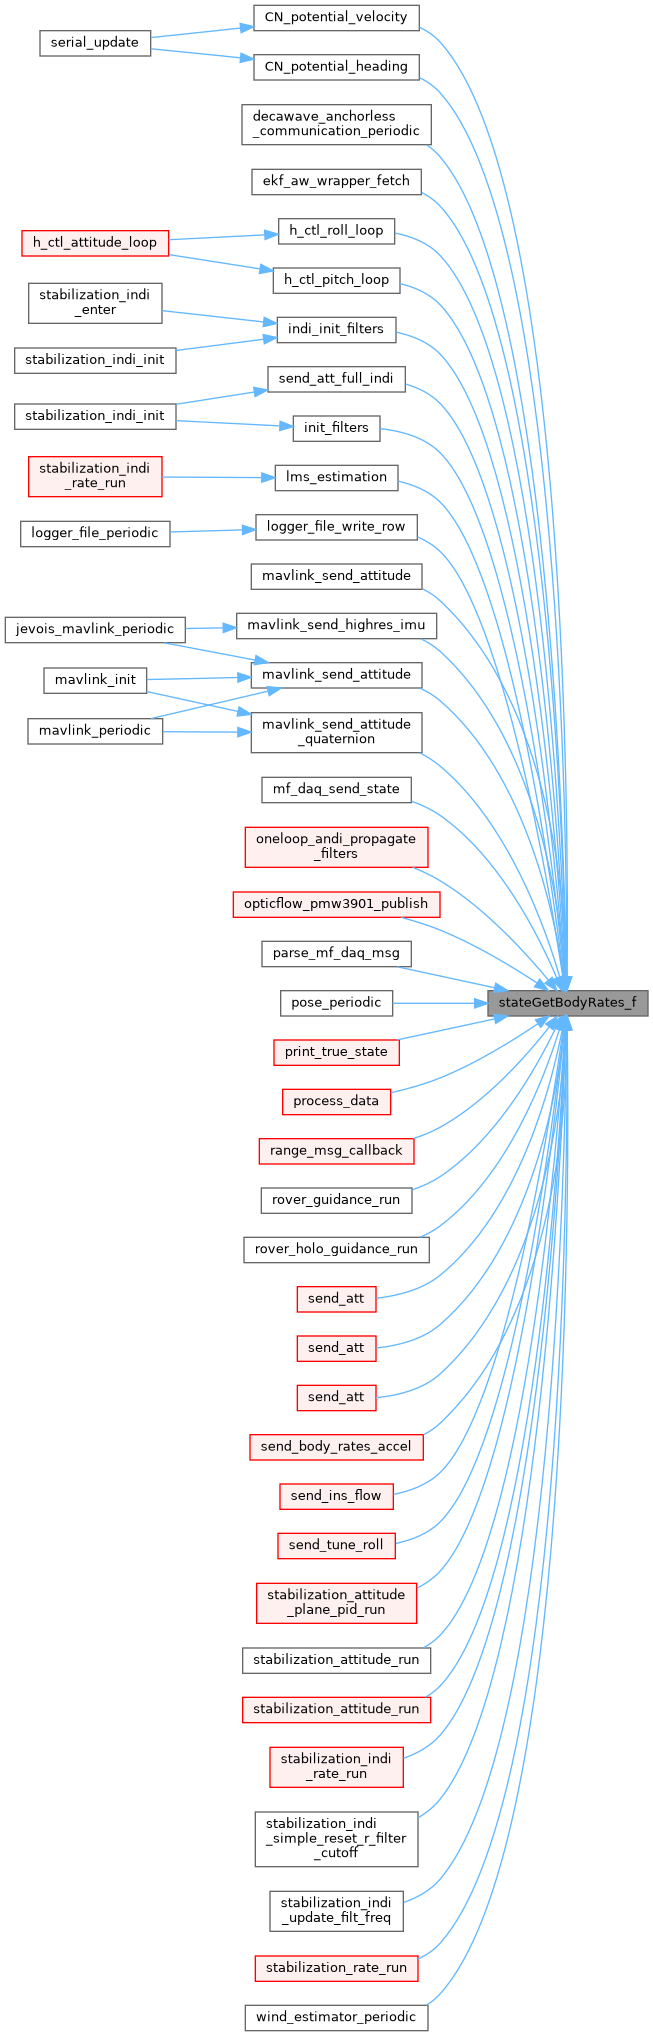 CN_potential_velocity
serial_update
CN_potential_heading
decawave_anchorless
_communication_periodic
ekf_aw_wrapper_fetch
h_ctl_roll_loop
h_ctl_attitude_loop
h_ctl_pitch_loop
stabilization_indi
_enter
indi_init_filters
stabilization_indi_init
send_att_full_indi
stabilization_indi_init
init_filters
stabilization_indi
_rate_run
lms_estimation
logger_file_write_row
logger_file_periodic
mavlink_send_attitude
mavlink_send_highres_imu
jevois_mavlink_periodic
mavlink_send_attitude
mavlink_init
mavlink_send_attitude
_quaternion
mavlink_periodic
mf_daq_send_state
oneloop_andi_propagate
_filters
opticflow_pmw3901_publish
parse_mf_daq_msg
pose_periodic
stateGetBodyRates_f
print_true_state
process_data
range_msg_callback
rover_guidance_run
rover_holo_guidance_run
send_att
send_att
send_att
send_body_rates_accel
send_ins_flow
send_tune_roll
stabilization_attitude
_plane_pid_run
stabilization_attitude_run
stabilization_attitude_run
stabilization_indi
_rate_run
stabilization_indi
_simple_reset_r_filter
_cutoff
stabilization_indi
_update_filt_freq
stabilization_rate_run
wind_estimator_periodic